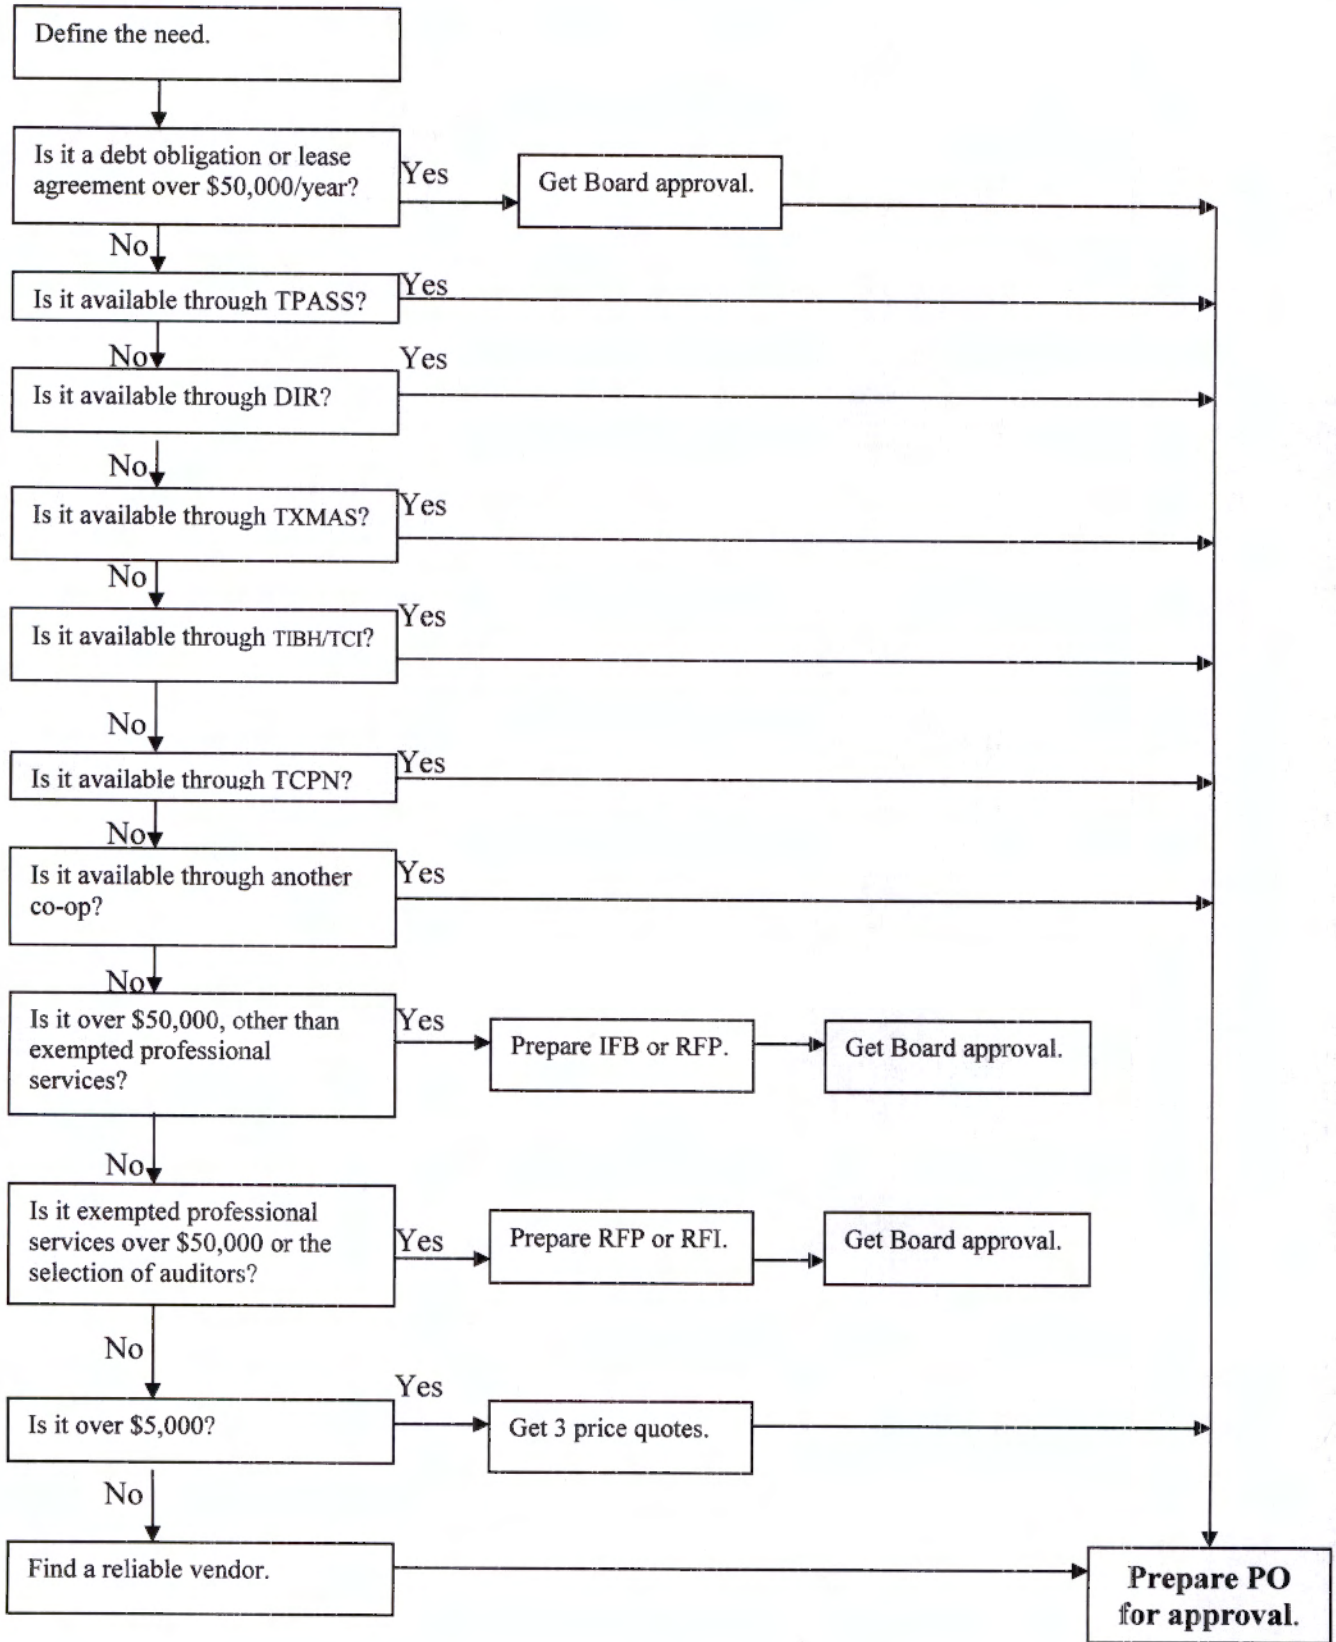 Define the need.
Is it a debt obligation or lease
agreement over $50,000/year?
Yes
Get Board approval.
No
Is it available through TPASS?
Yes
No
Yes
Is it available through DIR?
No
Is it available through TXMAS?
Yes
No
Is it available through TIBH/TCI?
Yes
No
Is it available through TCPN?
Yes
No
Is it available through another
co-op?
Yes
No
Is it over $50,000, other than
exempted professional
services?
Yes
Prepare IFB or RFP.
Get Board approval.
No
Is it exempted professional
services over $50,000 or the
selection of auditors?
Yes
Prepare RFP or RFI.
Get Board approval.
No
Yes
Is it over $5,000?
Get 3 price quotes.
No
Find a reliable vendor.
Prepare PO
for approval.